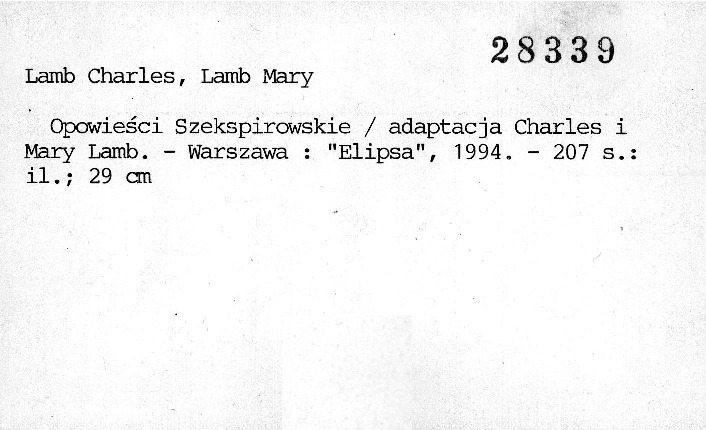 28339
Lamb Charles, Lamb Mary
Opowieści Szekspirowskie / adaptacja Charles i
Mary Lamb. - Warszawa : "Elipsa", 1994. - 207 s.:
il.; 29 cm